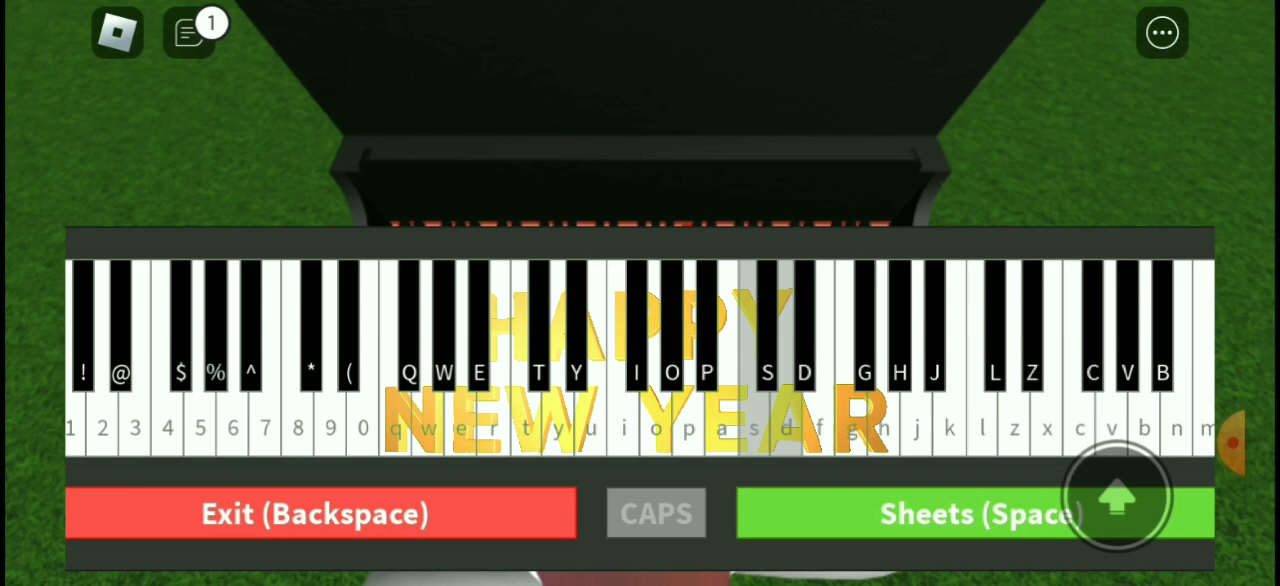 1
HAPPY
! @ $ % ^ * ( Q W E T Y I O P S D G H J L Z C V B
NEW YEAR
1 2 3 4 5 6 7 8 9 0 q w e r t y u i o p a s d f g h j k l z x c v b n m
Exit (Backspace) CAPS Sheets (Space)